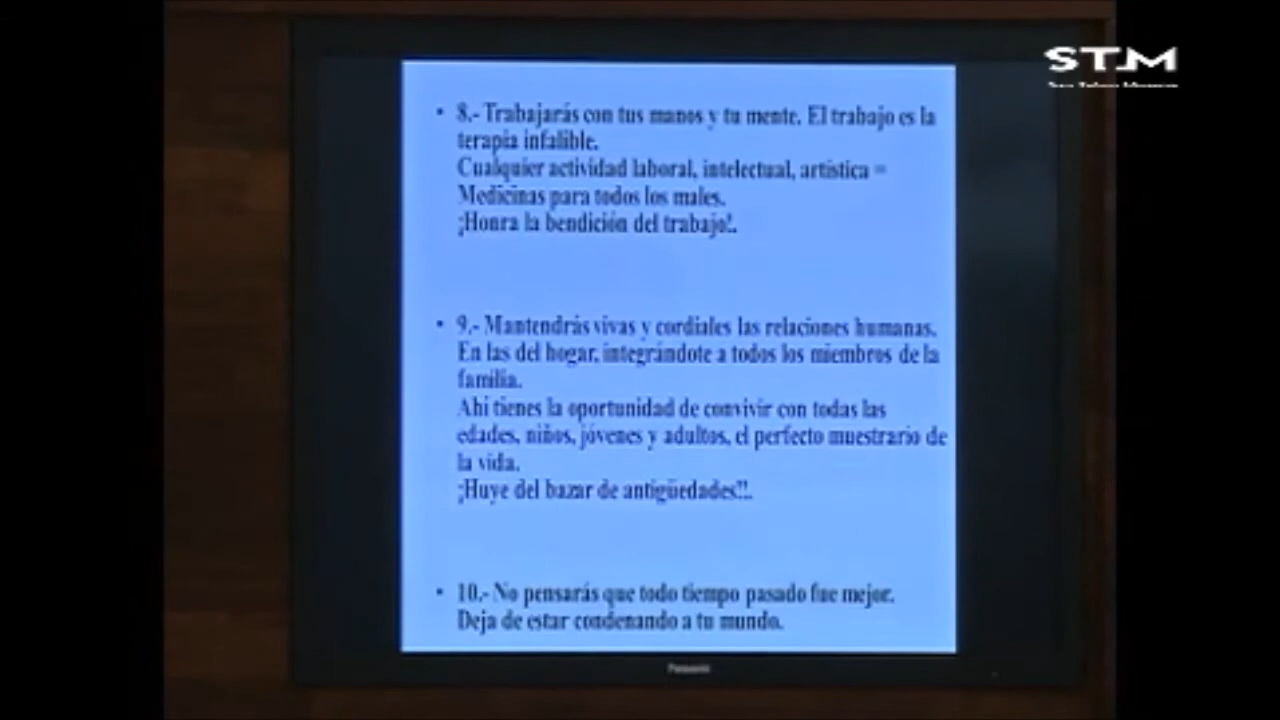 STM
• 8.- Trabajarás con tus manos y tu mente. El trabajo es la
terapia infalible.
Cualquier actividad laboral, intelectual, artística =
Medicinas para todos los males.
¡Honra la bendición del trabajo!.
• 9.- Mantendrás vivas y cordiales las relaciones humanas.
En las del hogar, integrándote a todos los miembros de la
familia.
Ahí tienes la oportunidad de convivir con todas las
edades, niños, jóvenes y adultos, el perfecto muestrario de
la vida.
¡Huye del bazar de antigüedades!!.
• 10.- No pensarás que todo tiempo pasado fue mejor.
Deja de estar condenando a tu mundo.
Panasonic